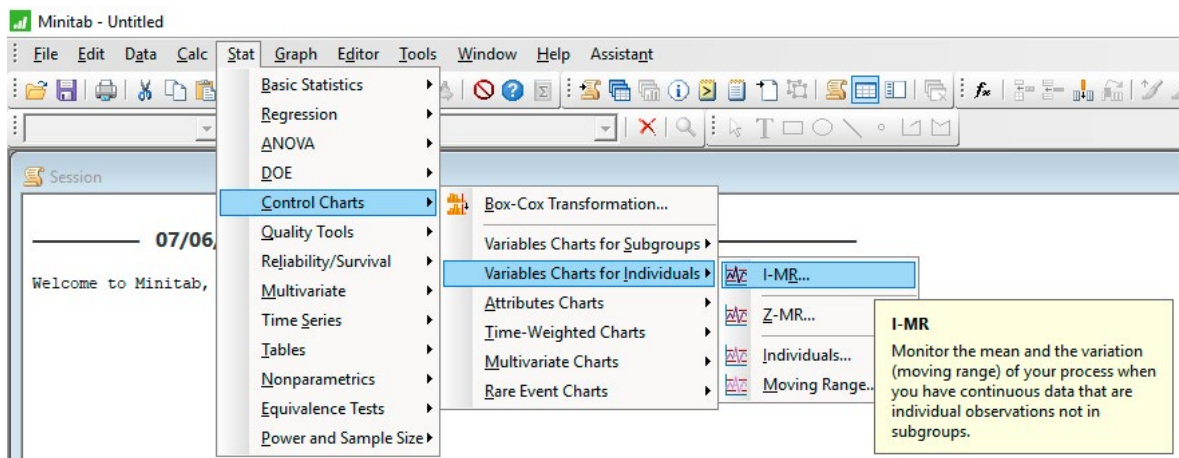 Minitab - Untitled
File Edit Data Calc Stat Graph Editor Tools Window Help Assistant
Basic Statistics
Regression
ANOVA
DOE
Control Charts
Quality Tools
Reliability/Survival
Multivariate
Time Series
Tables
Nonparametrics
Equivalence Tests
Power and Sample Size
Session
07/06/
Welcome to Minitab,
Box-Cox Transformation...
Variables Charts for Subgroups
Variables Charts for Individuals
Attributes Charts
Time-Weighted Charts
Multivariate Charts
Rare Event Charts
I-MR...
Z-MR...
Individuals...
Moving Range..
I-MR
Monitor the mean and the variation
(moving range) of your process when
you have continuous data that are
individual observations not in
subgroups.